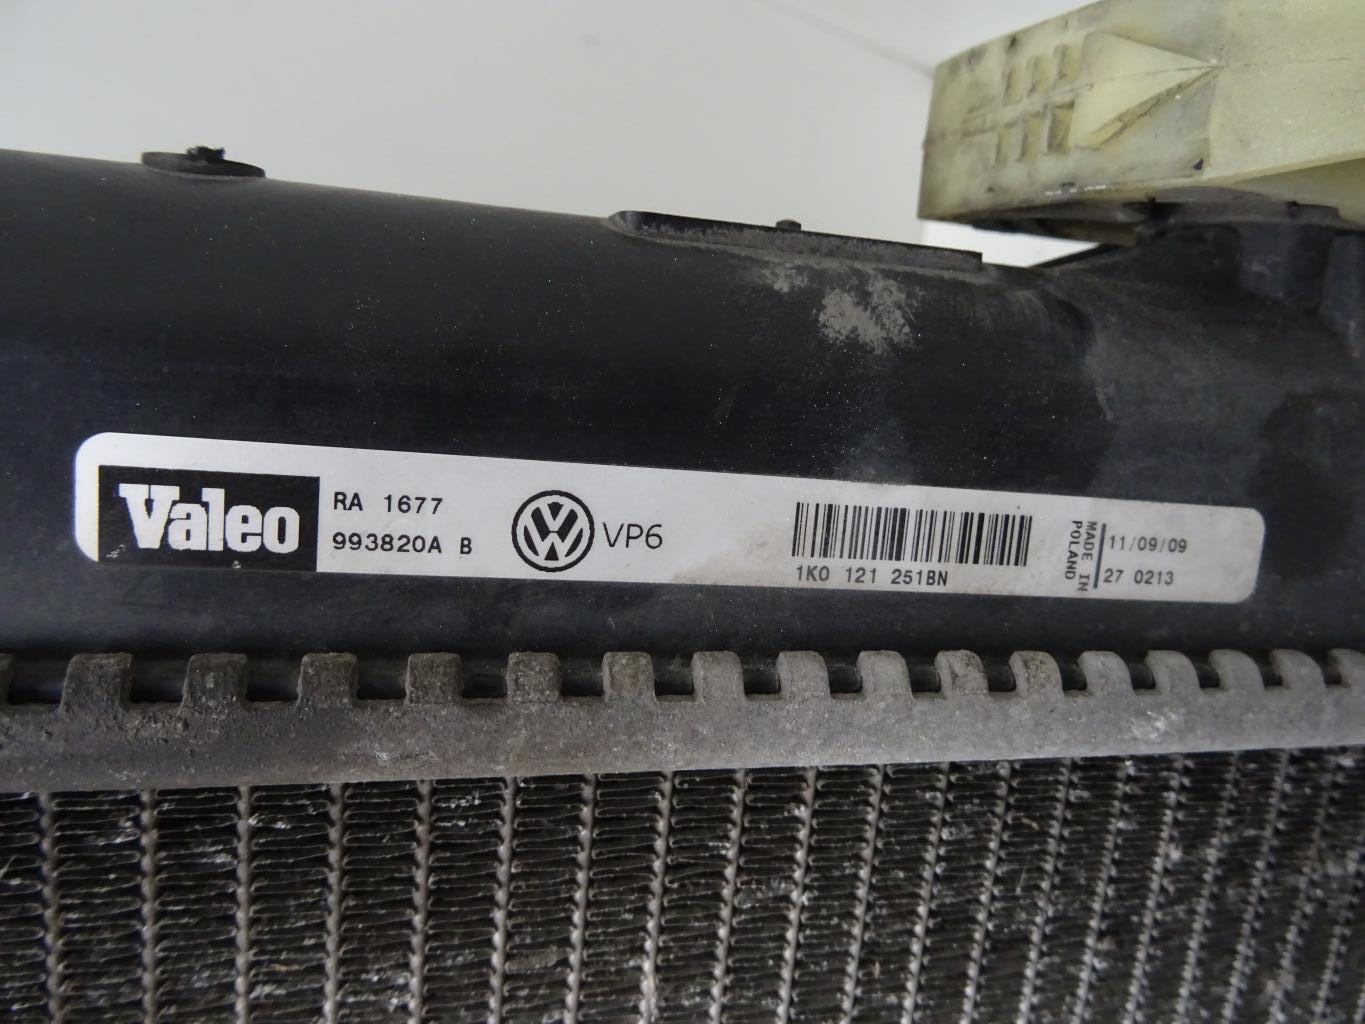 Valeo
RA 1677
993820A B
VP6
1K0 121 251BN
MADE IN
POLAND
11/09/09
27 0213